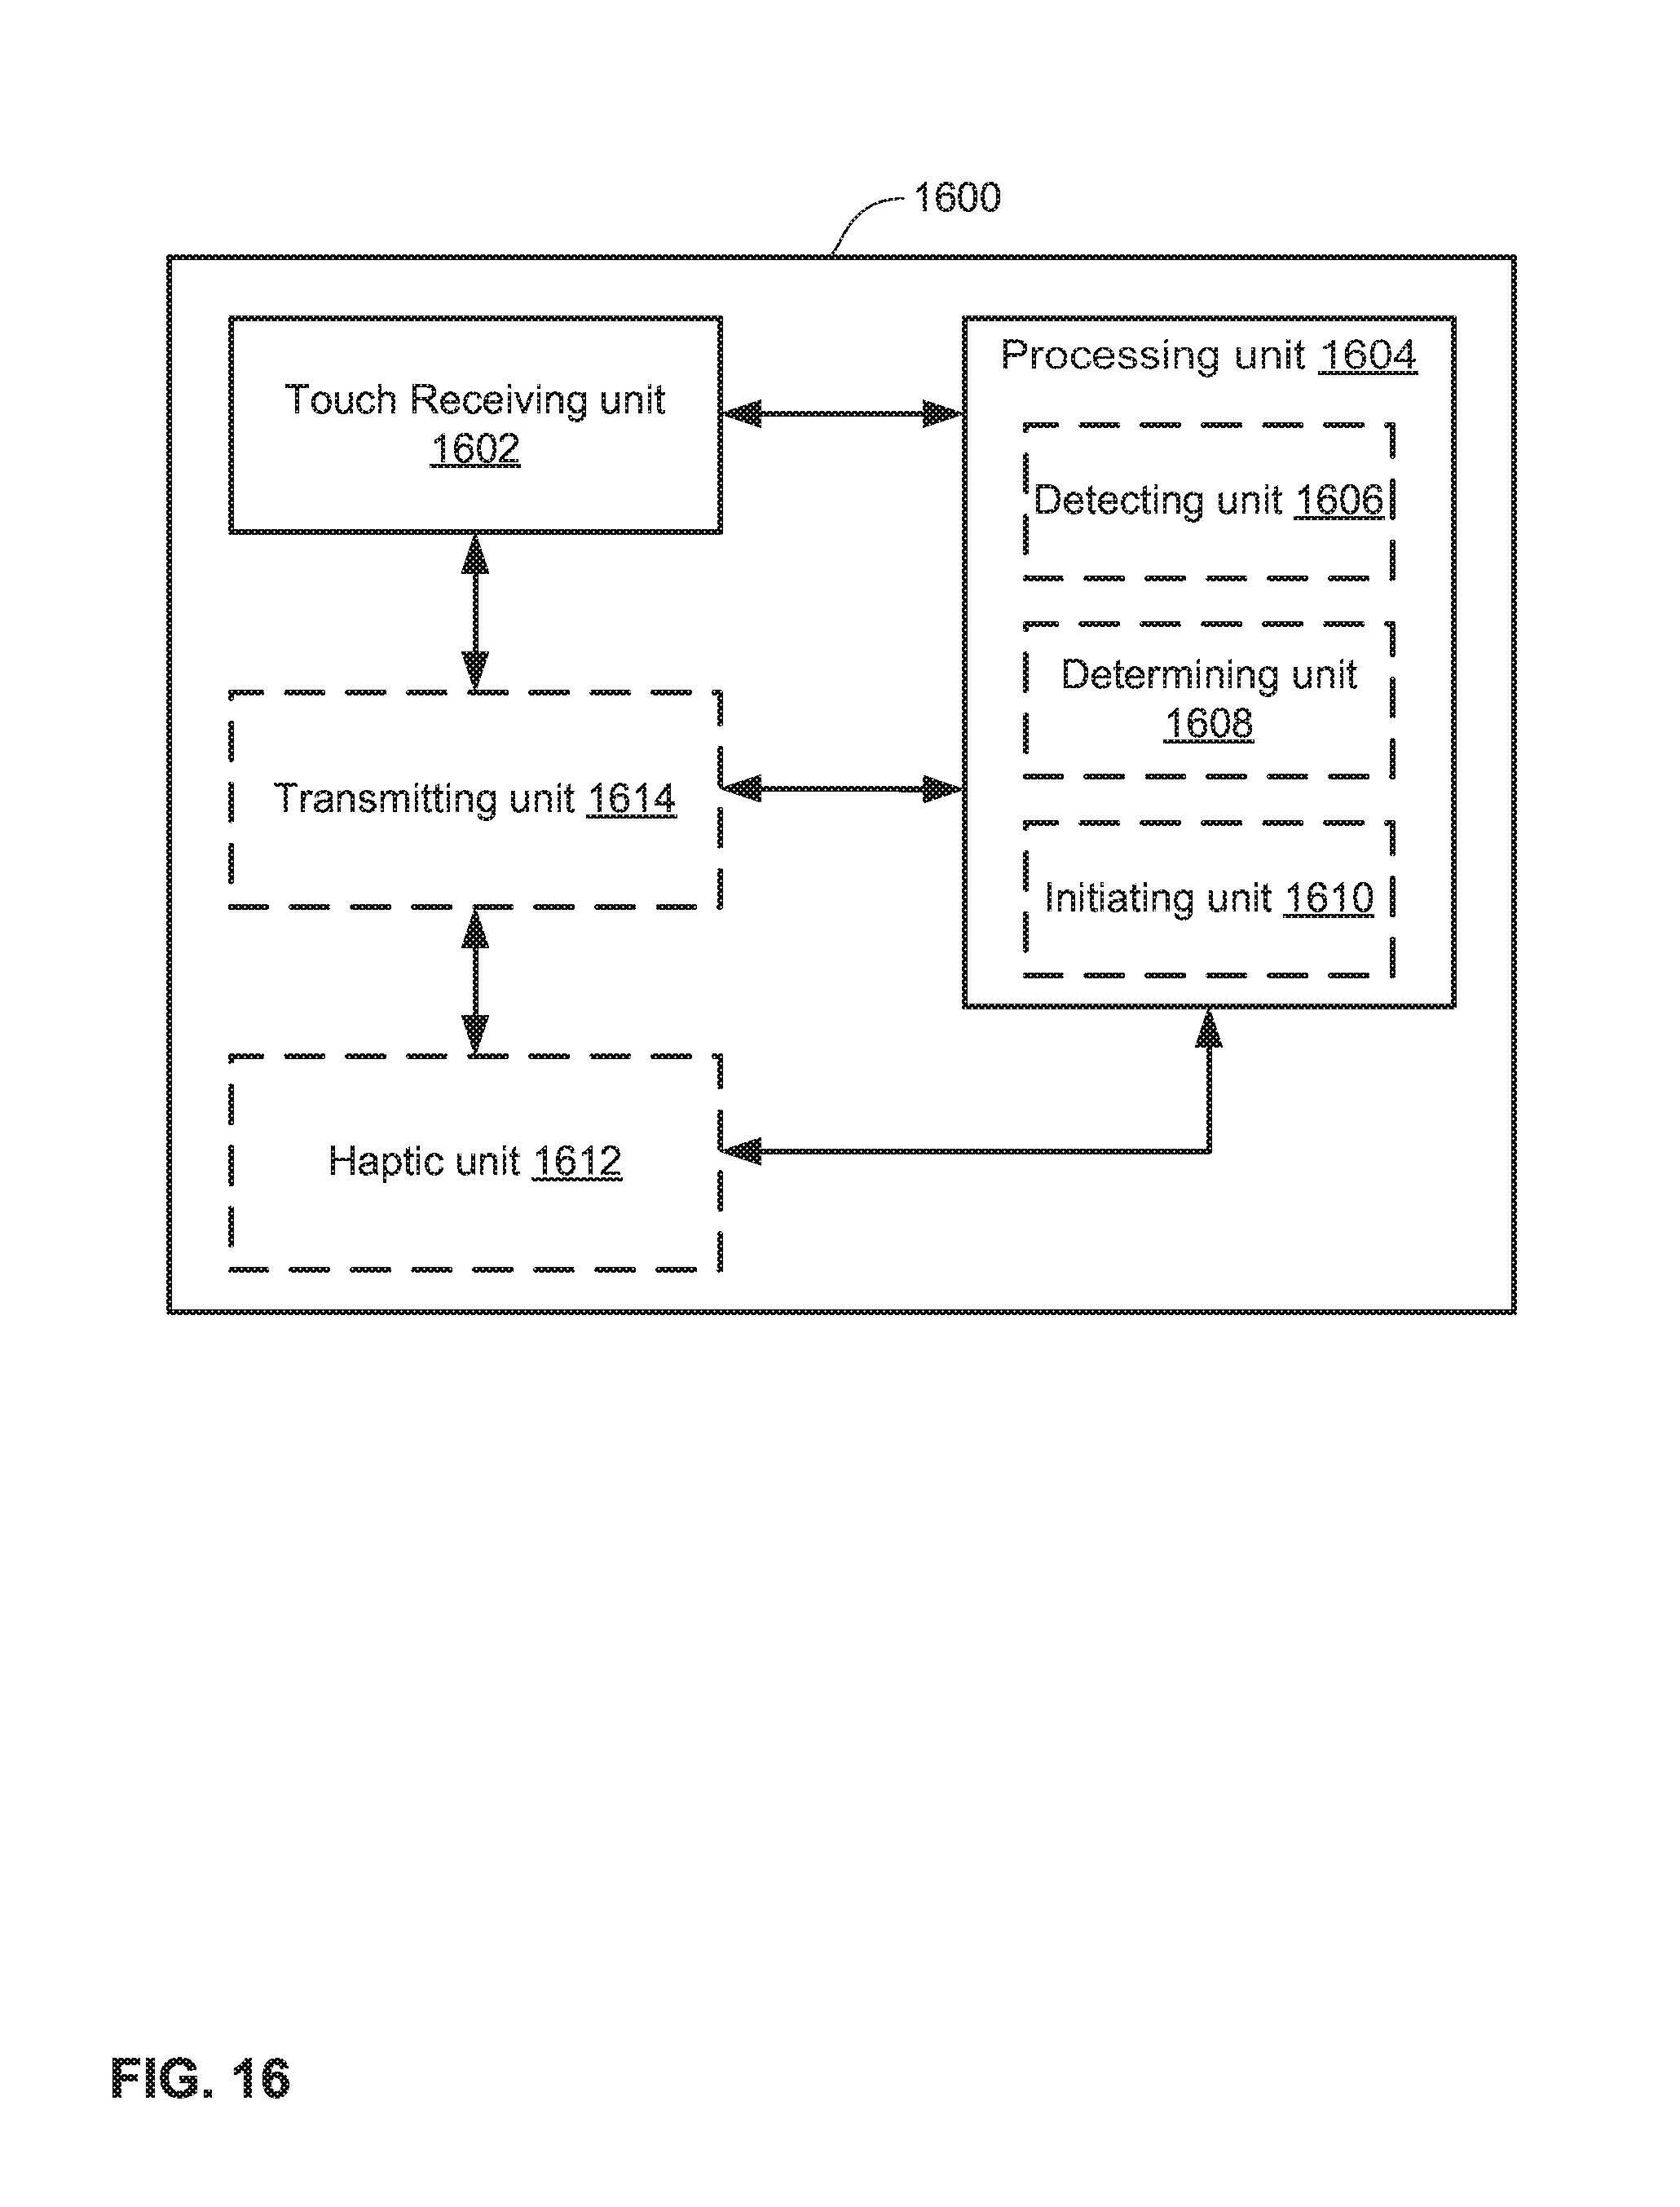 1600
Touch Receiving unit
1602
Processing unit 1604
Detecting unit 1606
Determining unit
1608
Transmitting unit 1614
Initiating unit 1610
Haptic unit 1612
FIG. 16